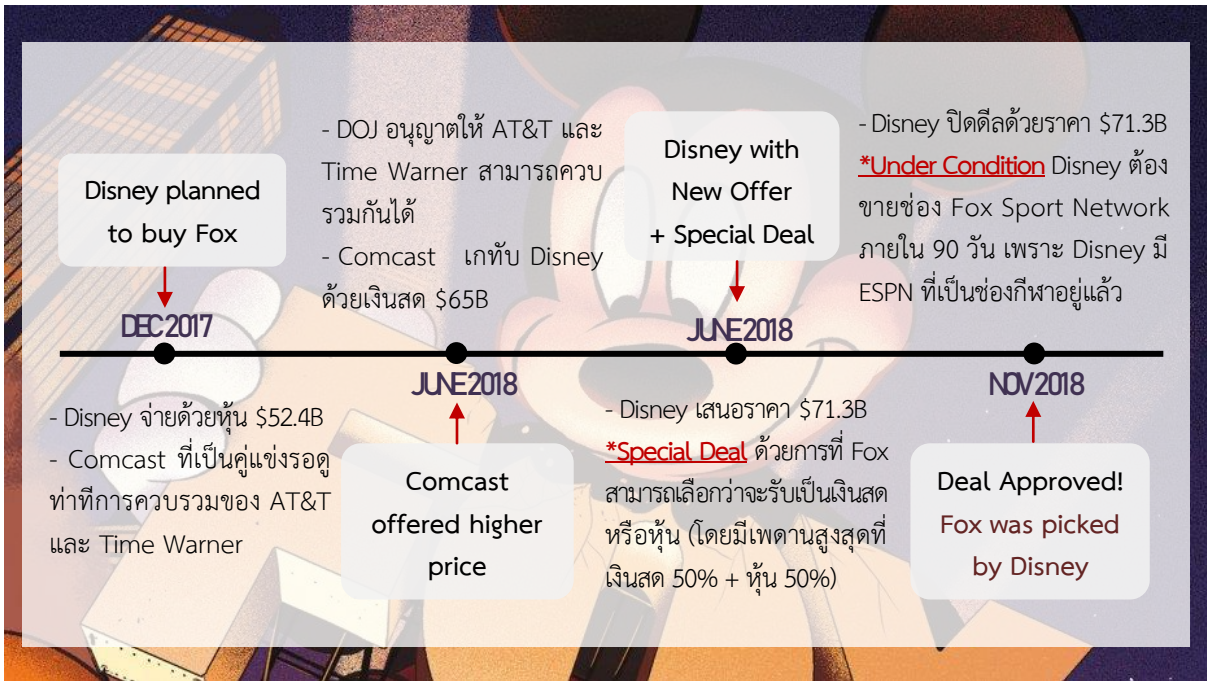 Disney planned
to buy Fox
DEC 2017
- Disney จ่ายด้วยหุ้น $52.4B
- Comcast ที่เป็นคู่แข่งรอดู
ท่าทีการควบรวมของ AT&T
และ Time Warner
- DOJ อนุญาตให้ AT&T และ
Time Warner สามารถควบ
รวมกันได้
- Comcast เกทับ Disney
ด้วยเงินสด $65B
JUNE 2018
Comcast
offered higher
price
Disney with
New Offer
+ Special Deal
JUNE 2018
- Disney เสนอราคา $71.3B
*Special Deal ด้วยการที่ Fox
สามารถเลือกว่าจะรับเป็นเงินสด
หรือหุ้น (โดยมีเพดานสูงสุดที่
เงินสด 50% + หุ้น 50%)
- Disney ปิดดีลด้วยราคา $71.3B
*Under Condition Disney ต้อง
ขายช่อง Fox Sport Network
ภายใน 90 วัน เพราะ Disney มี
ESPN ที่เป็นช่องกีฬาอยู่แล้ว
NOV 2018
Deal Approved!
Fox was picked
by Disney